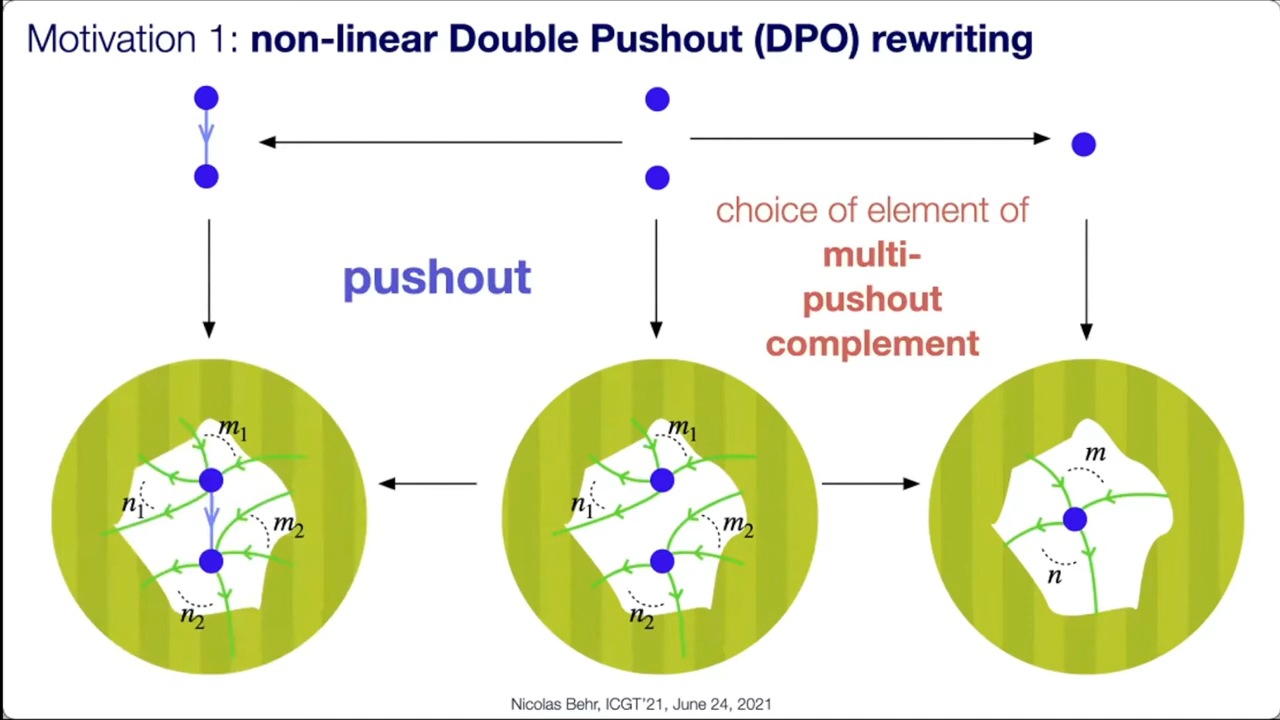 Motivation 1: non-linear Double Pushout (DPO) rewriting
choice of element of
multi-
pushout
complement
pushout
m₁
n₁
m₂
n₂
m₁
n₁
m₂
n₂
m
n
Nicolas Behr, ICGT'21, June 24, 2021